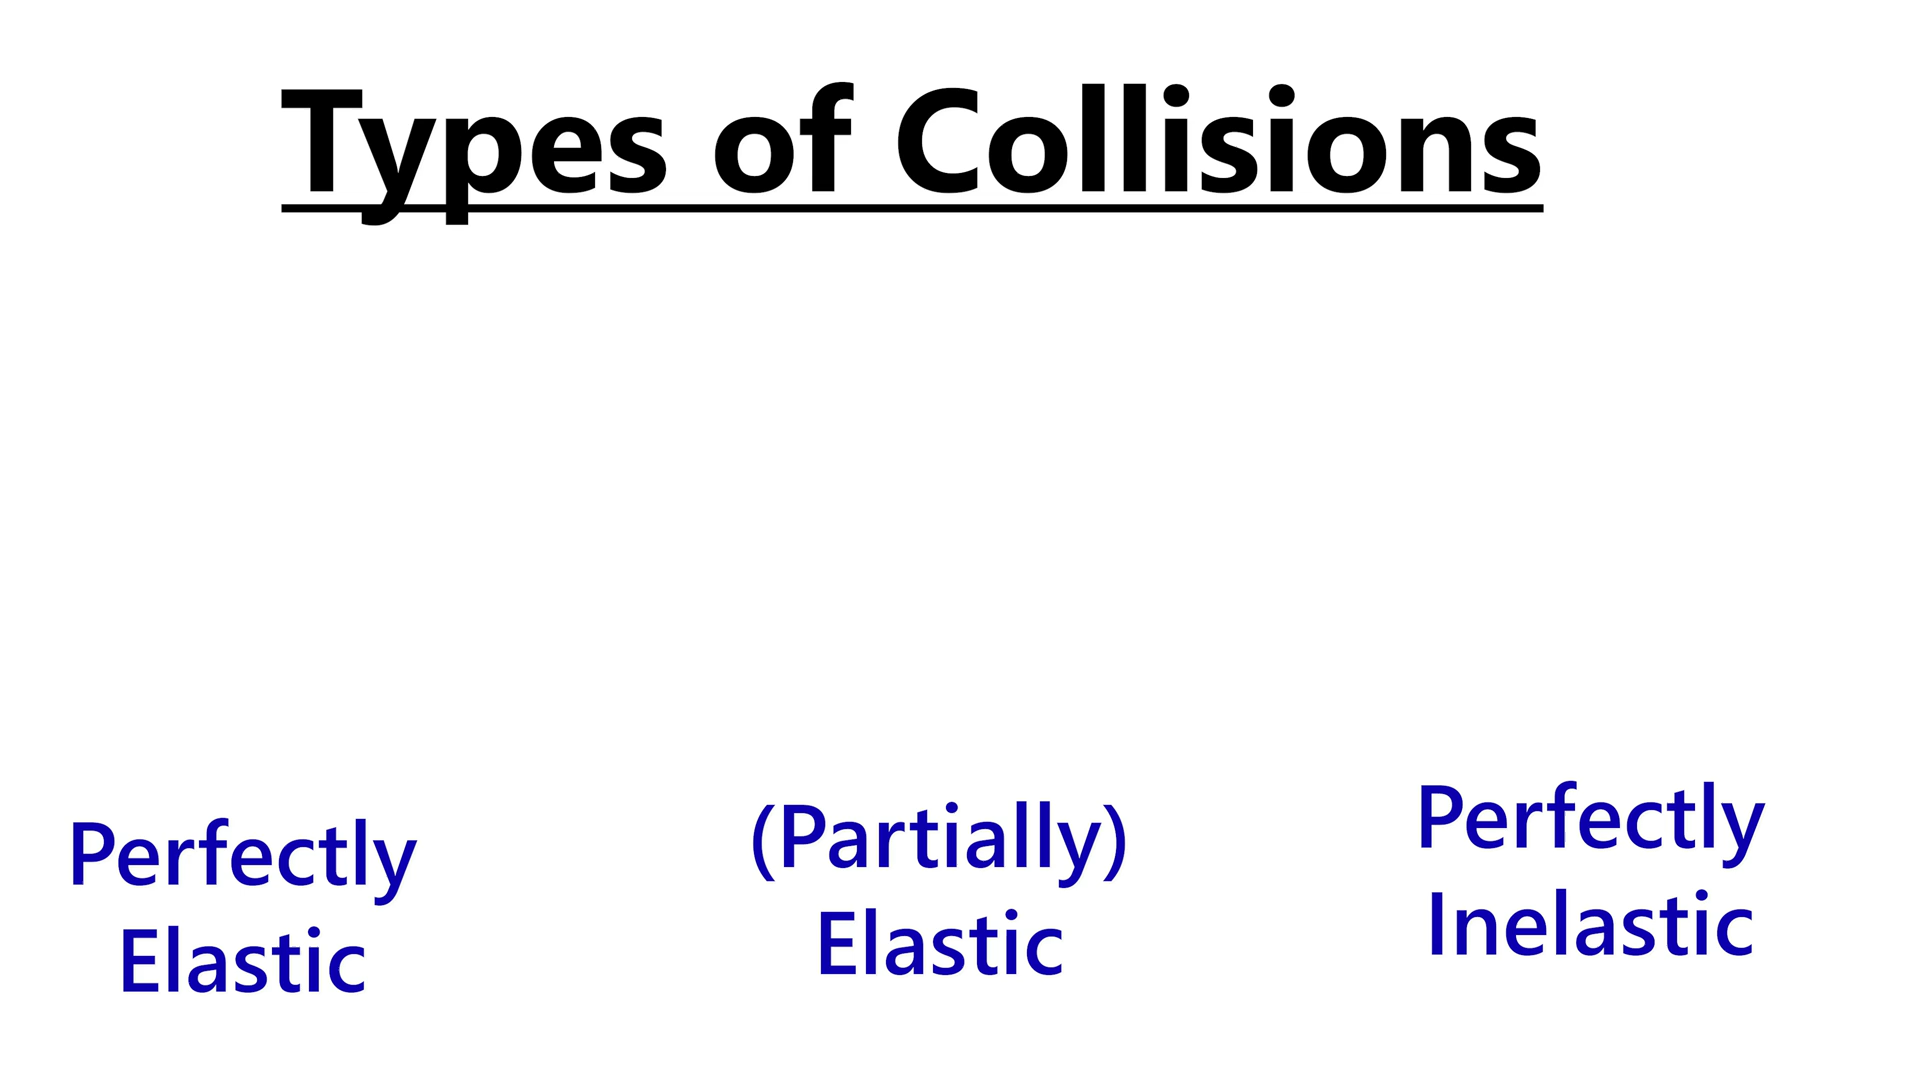 Types of Collisions
Perfectly
Elastic
(Partially)
Elastic
Perfectly
Inelastic